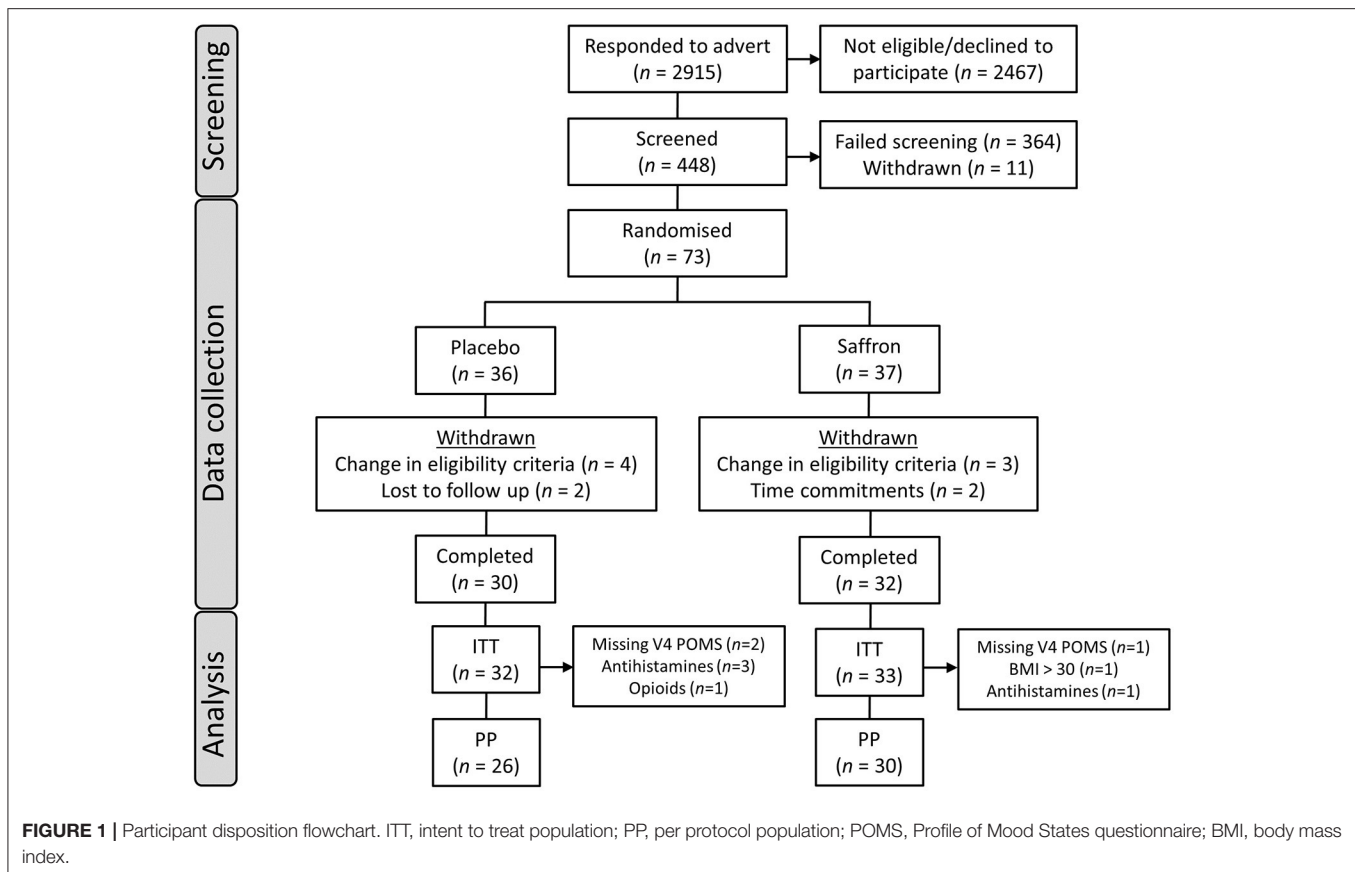 Screening
Responded to advert
(n = 2915)
Not eligible/declined to
participate (n = 2467)
Screened
(n = 448)
Failed screening (n = 364)
Withdrawn (n = 11)
Data collection
Randomised
(n = 73)
Placebo
(n = 36)
Saffron
(n = 37)
Withdrawn
Change in eligibility criteria (n = 4)
Lost to follow up (n = 2)
Withdrawn
Change in eligibility criteria (n = 3)
Time commitments (n = 2)
Completed
(n = 30)
Completed
(n = 32)
Analysis
ITT
(n = 32)
Missing V4 POMS (n=2)
Antihistamines (n=3)
Opioids (n=1)
ITT
(n = 33)
Missing V4 POMS (n=1)
BMI > 30 (n=1)
Antihistamines (n=1)
PP
(n = 26)
PP
(n = 30)
FIGURE 1 | Participant disposition flowchart. ITT, intent to treat population; PP, per protocol population; POMS, Profile of Mood States questionnaire; BMI, body mass
index.